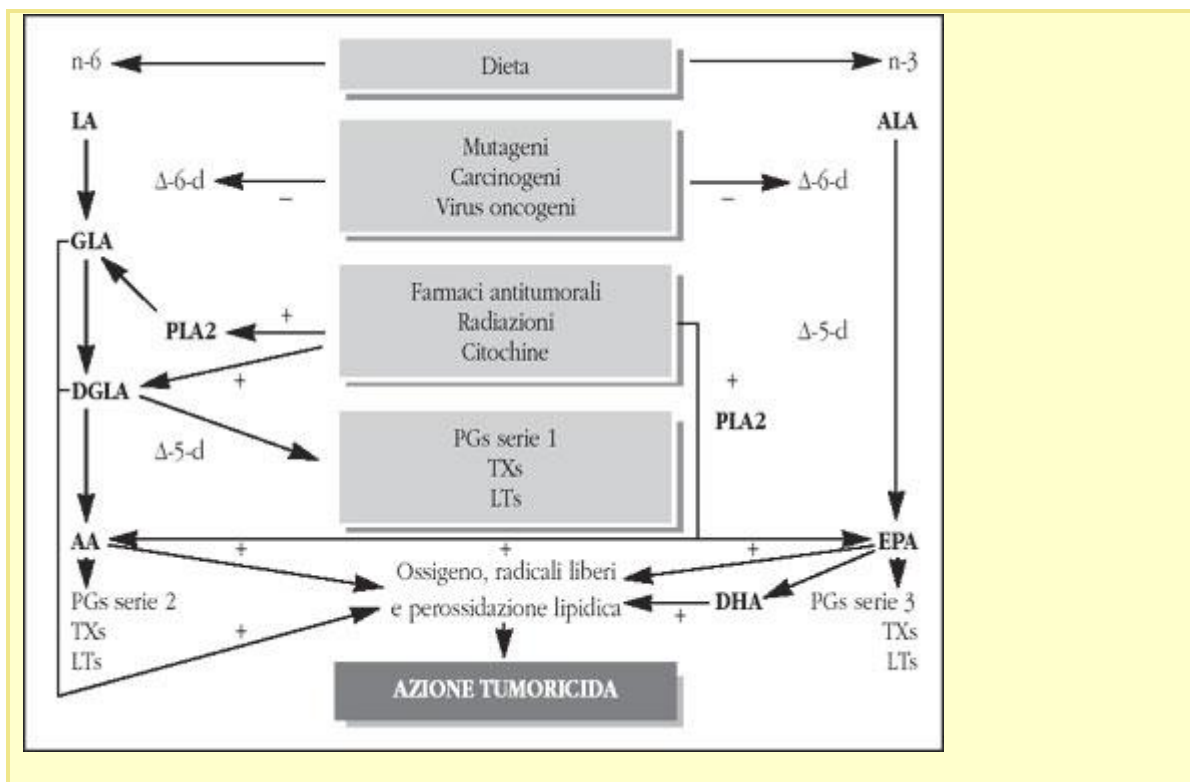 n-6
Dieta
n-3
LA
ALA
Mutageni
Carcinogeni
Virus oncogeni
Δ-6-d
Δ-6-d
–
–
GLA
Farmaci antitumorali
Radiazioni
Citochine
PLA2
+
Δ-5-d
+
DGLA
+
PLA2
PGs serie 1
TXs
LTs
Δ-5-d
AA
+
+
+
EPA
Ossigeno, radicali liberi
e perossidazione lipidica
DHA
+
+
PGs serie 2
TXs
LTs
PGs serie 3
TXs
LTs
AZIONE TUMORICIDA